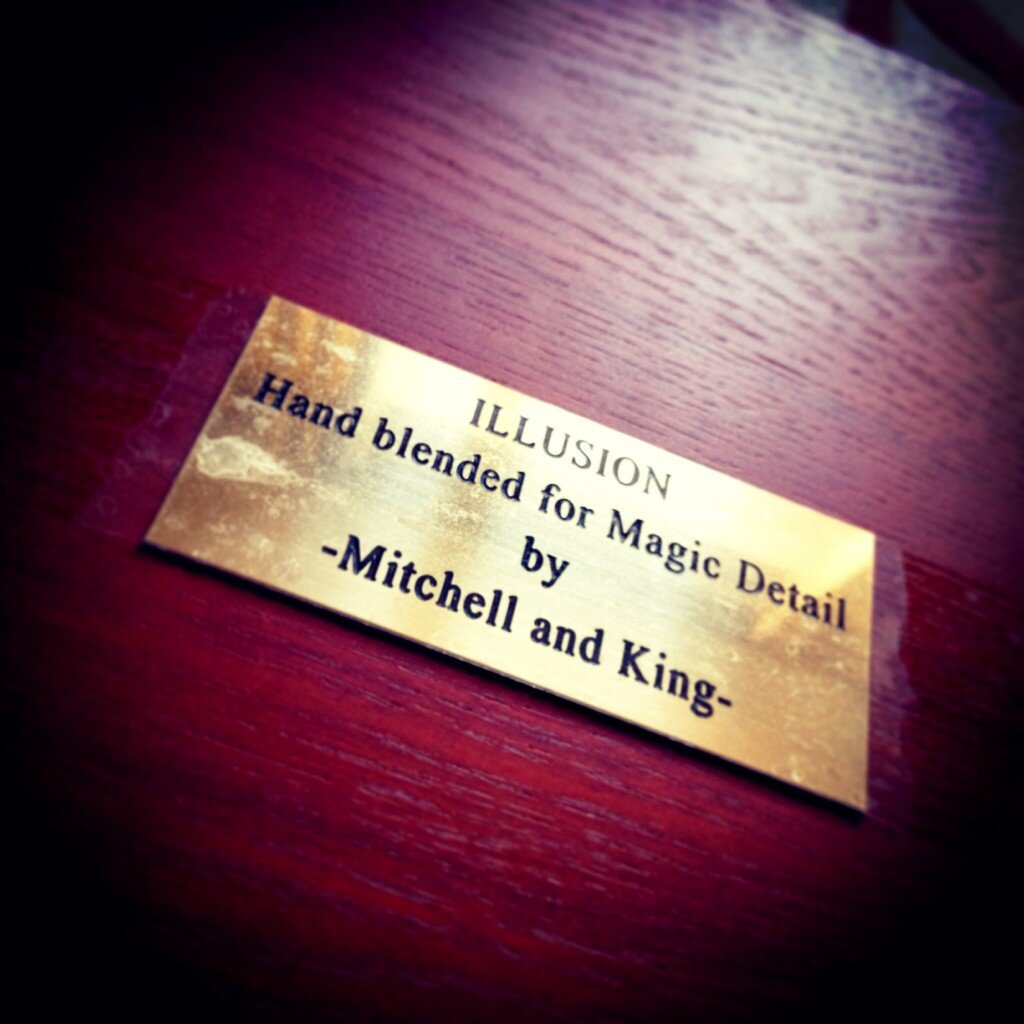 ILLUSION
Hand blended for Magic Detail
by
-Mitchell and King-